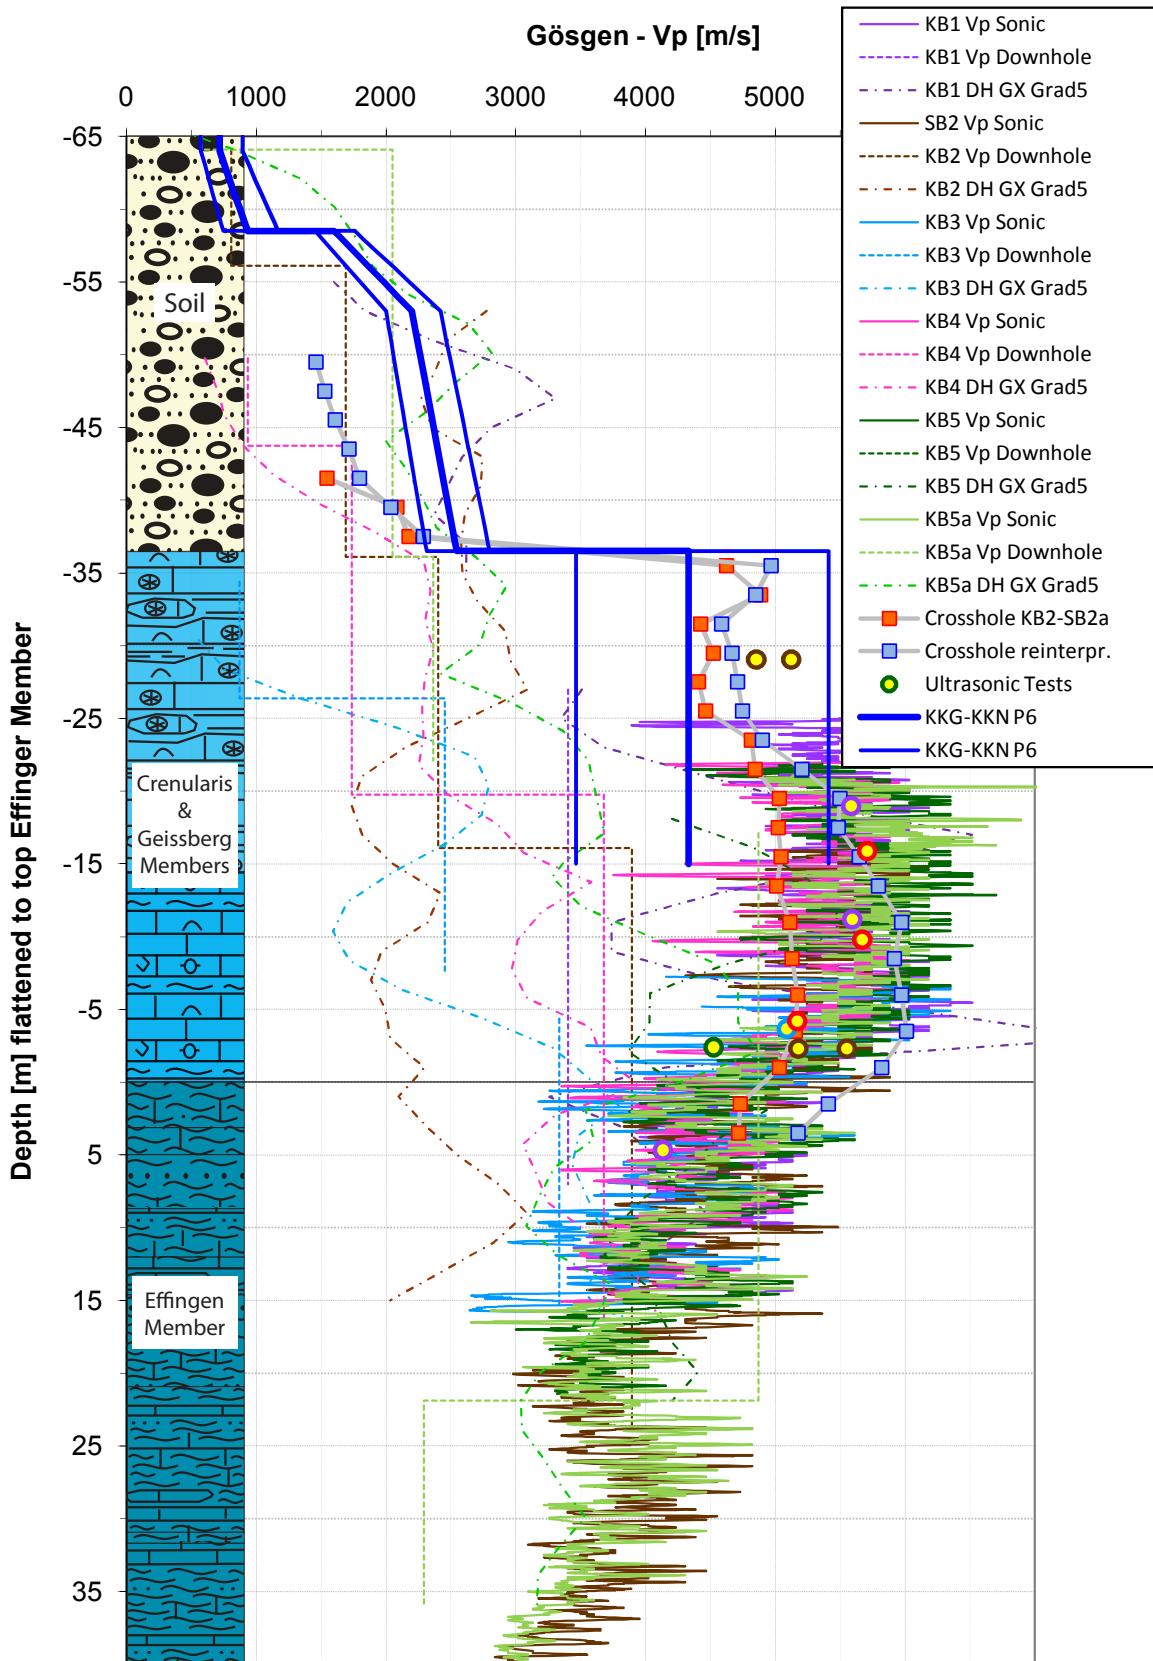 Gösgen - Vp [m/s]
0
1000
2000
3000
4000
5000
KB1 Vp Sonic
KB1 Vp Downhole
KB1 DH GX Grad5
SB2 Vp Sonic
KB2 Vp Downhole
KB2 DH GX Grad5
KB3 Vp Sonic
KB3 Vp Downhole
KB3 DH GX Grad5
KB4 Vp Sonic
KB4 Vp Downhole
KB4 DH GX Grad5
KB5 Vp Sonic
KB5 Vp Downhole
KB5 DH GX Grad5
KB5a Vp Sonic
KB5a Vp Downhole
KB5a DH GX Grad5
Crosshole KB2-SB2a
Crosshole reinterpr.
Ultrasonic Tests
KKG-KKN P6
KKG-KKN P6
Depth [m] flattened to top Effinger Member
-65
-55
-45
-35
-25
-15
-5
5
15
25
35
Soil
Crenularis
&
Geissberg
Members
Effingen
Member